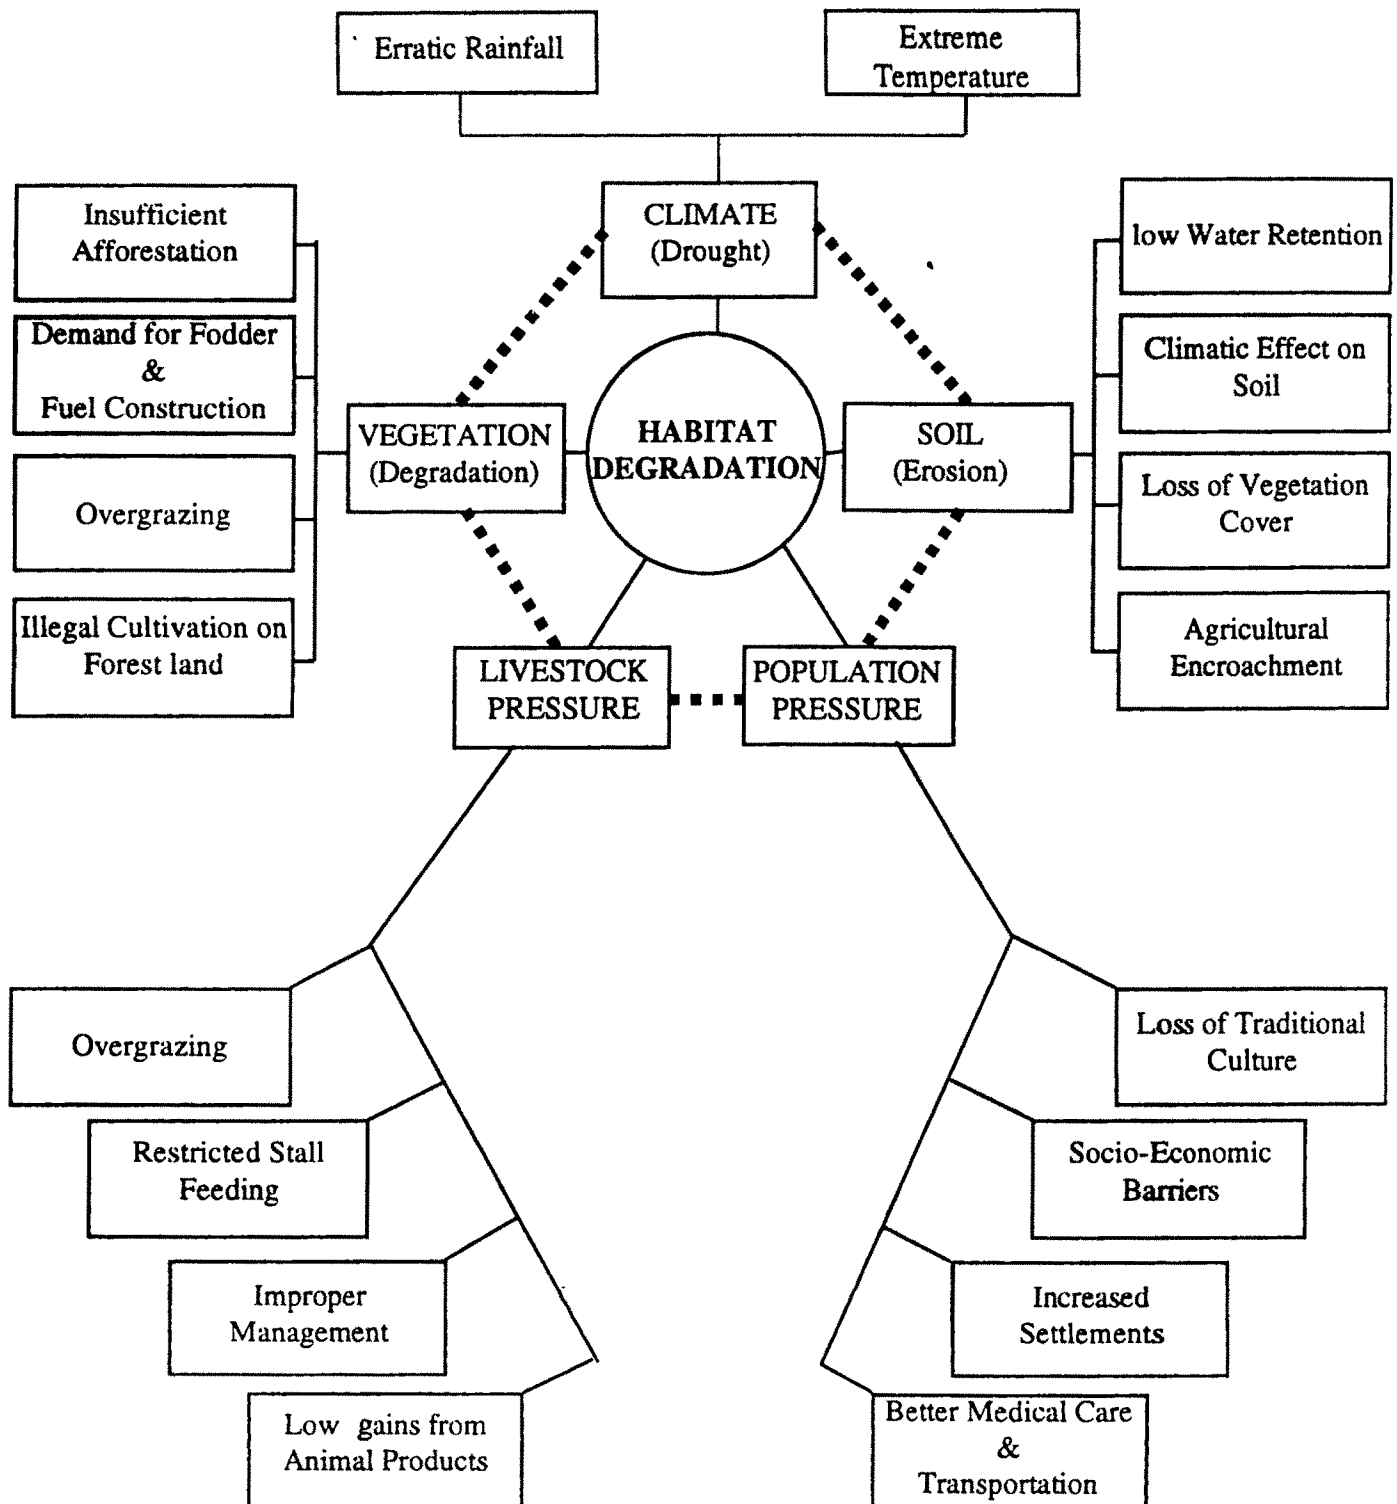 Erratic Rainfall
Extreme
Temperature
CLIMATE
(Drought)
Insufficient
Afforestation
Demand for Fodder
&
Fuel Construction
Overgrazing
Illegal Cultivation on
Forest land
VEGETATION
(Degradation)
HABITAT
DEGRADATION
SOIL
(Erosion)
low Water Retention
Climatic Effect on
Soil
Loss of Vegetation
Cover
Agricultural
Encroachment
LIVESTOCK
PRESSURE
POPULATION
PRESSURE
Overgrazing
Restricted Stall
Feeding
Improper
Management
Low gains from
Animal Products
Loss of Traditional
Culture
Socio-Economic
Barriers
Increased
Settlements
Better Medical Care
&
Transportation